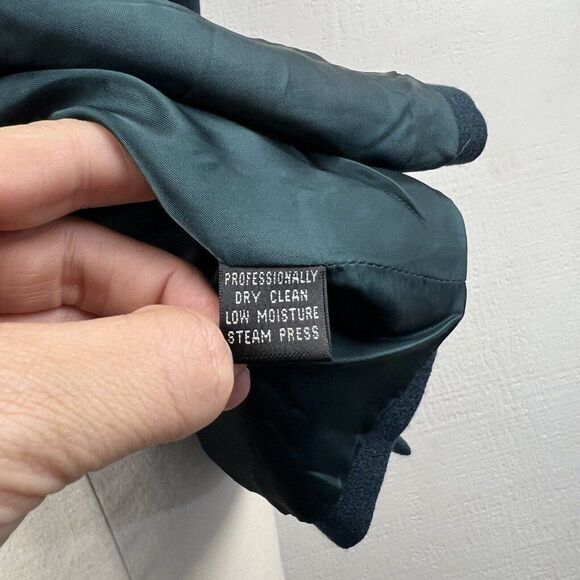 PROFESSIONALLY
DRY CLEAN
LOW MOISTURE
STEAM PRESS